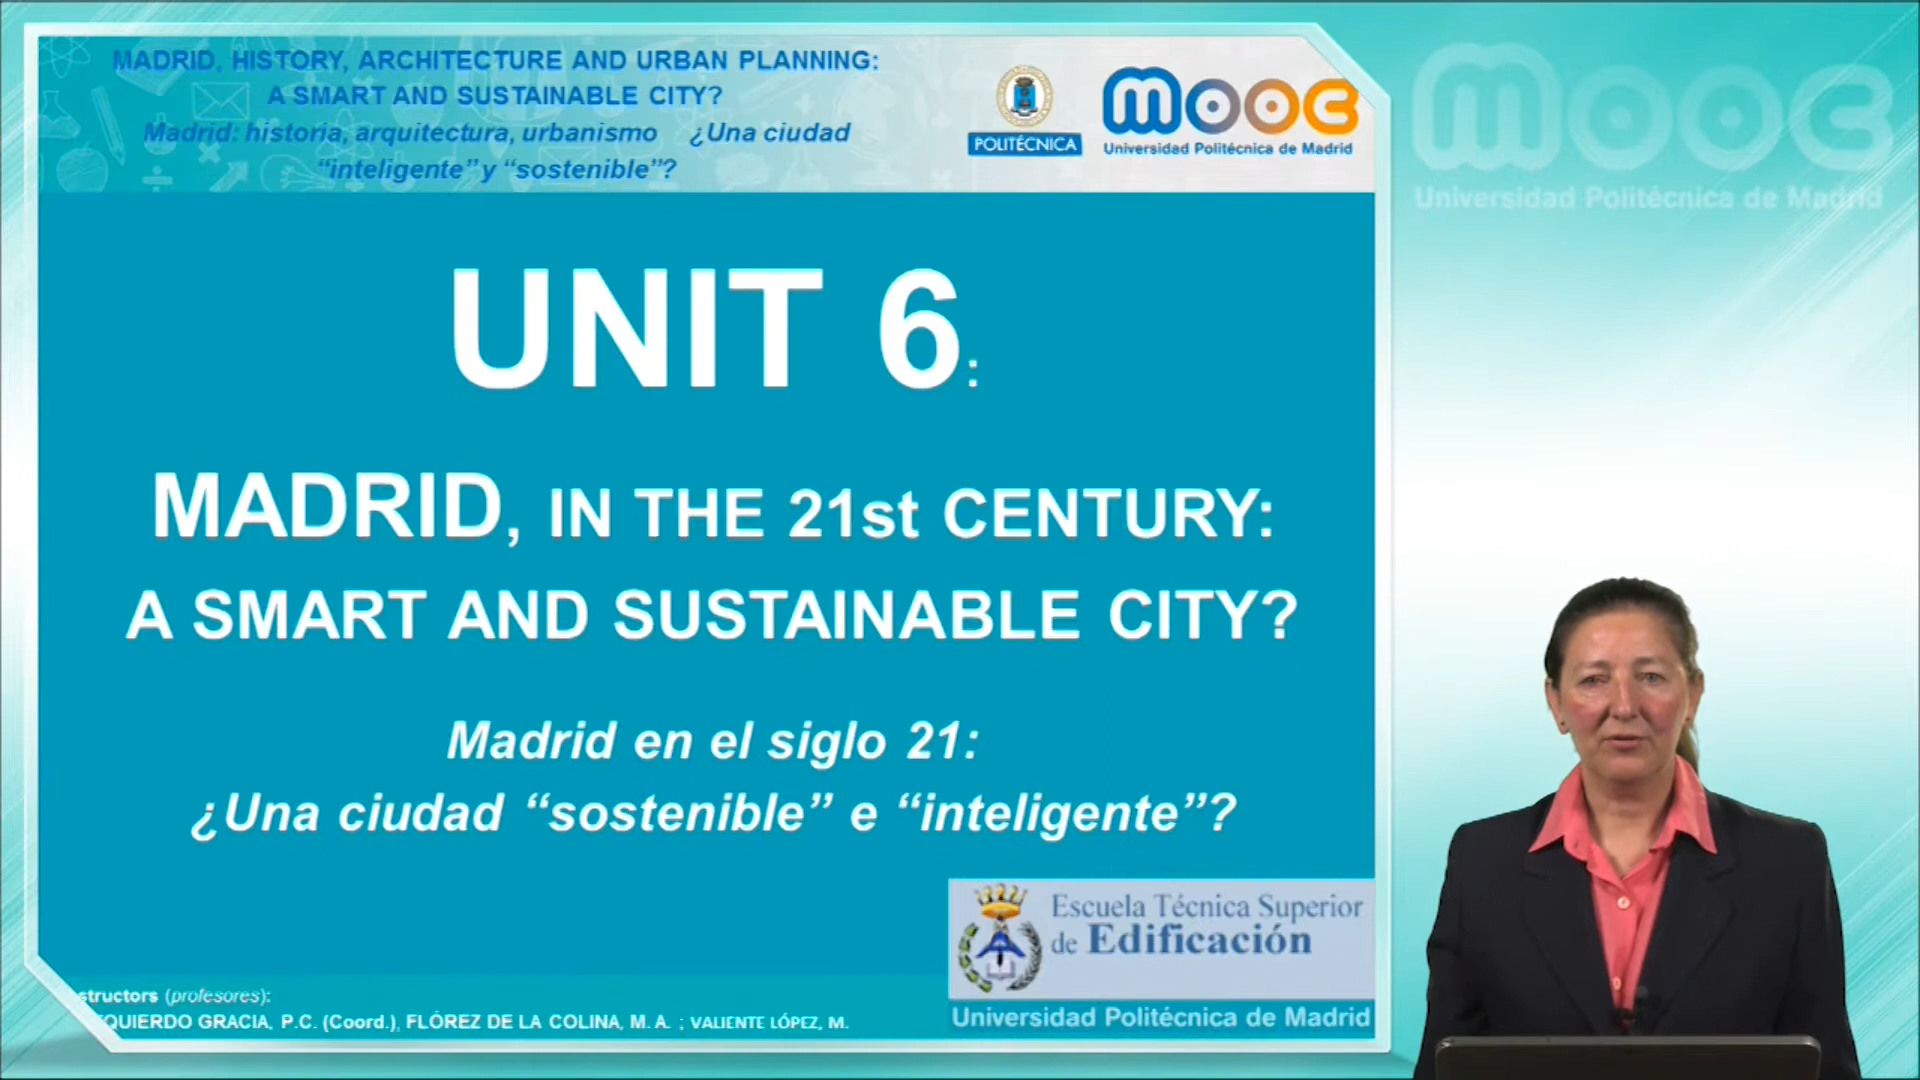 MADRID, HISTORY, ARCHITECTURE AND URBAN PLANNING:
A SMART AND SUSTAINABLE CITY?
Madrid: historia, arquitectura, urbanismo ¿Una ciudad
“inteligente” y “sostenible”?
POLITÉCNICA
mooc
Universidad Politécnica de Madrid
mooc
Universidad Politécnica de Madrid
UNIT 6:
MADRID, IN THE 21st CENTURY:
A SMART AND SUSTAINABLE CITY?
Madrid en el siglo 21:
¿Una ciudad “sostenible” e “inteligente”?
Escuela Técnica Superior
de Edificación
Universidad Politécnica de Madrid
structors (profesores):
QUIERDO GRACIA, P.C. (Coord.), FLÓREZ DE LA COLINA, M. A. ; VALIENTE LÓPEZ, M.